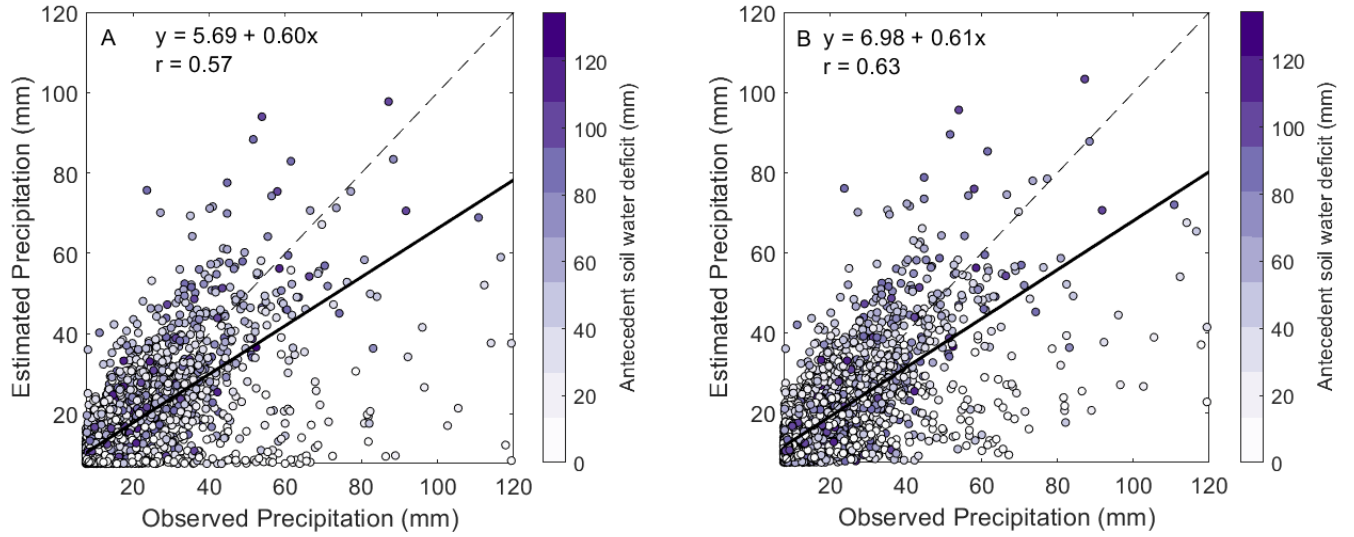 A
y = 5.69 + 0.60x
r = 0.57
120
100
80
60
40
20
Estimated Precipitation (mm)
20 40 60 80 100 120
Observed Precipitation (mm)
120
100
80
60
40
20
0
Antecedent soil water deficit (mm)
B
y = 6.98 + 0.61x
r = 0.63
120
100
80
60
40
20
Estimated Precipitation (mm)
20 40 60 80 100 120
Observed Precipitation (mm)
120
100
80
60
40
20
0
Antecedent soil water deficit (mm)